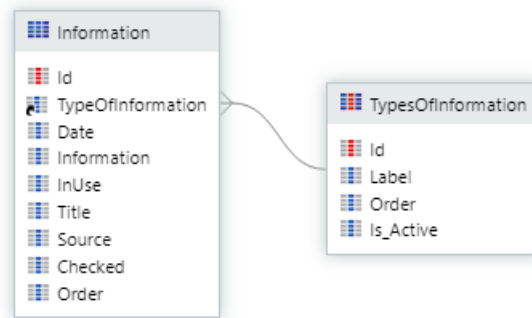 Information
Id
TypeOfInformation
Date
Information
InUse
Title
Source
Checked
Order
TypesOfInformation
Id
Label
Order
Is_Active